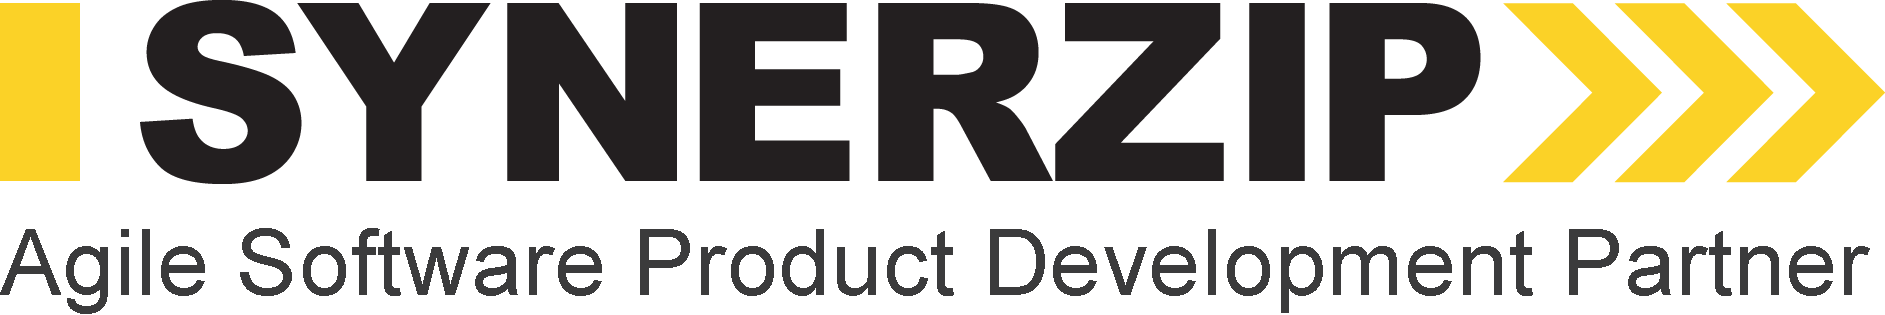 SYNERZIP
Agile Software Product Development Partner